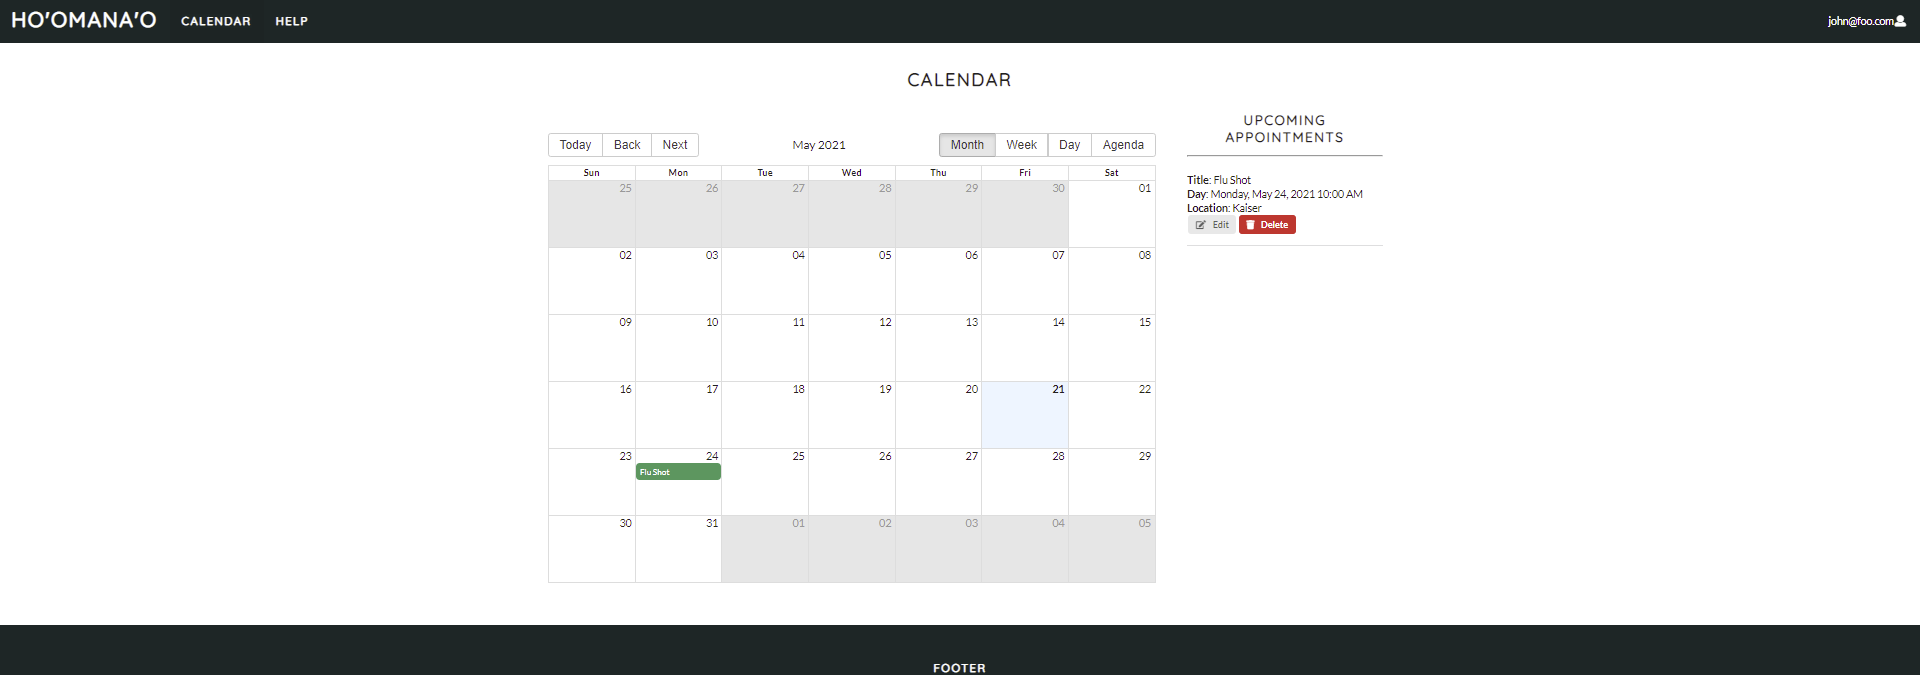 HO'OMANA'O CALENDAR HELP john@foo.com
CALENDAR
Today Back Next May 2021 Month Week Day Agenda
Sun Mon Tue Wed Thu Fri Sat
25 26 27 28 29 30 01
02 03 04 05 06 07 08
09 10 11 12 13 14 15
16 17 18 19 20 21 22
23 24 25 26 27 28 29
Flu Shot
30 31 01 02 03 04 05
UPCOMING
APPOINTMENTS
Title: Flu Shot
Day: Monday, May 24, 2021 10:00 AM
Location: Kaiser
Edit Delete
FOOTER